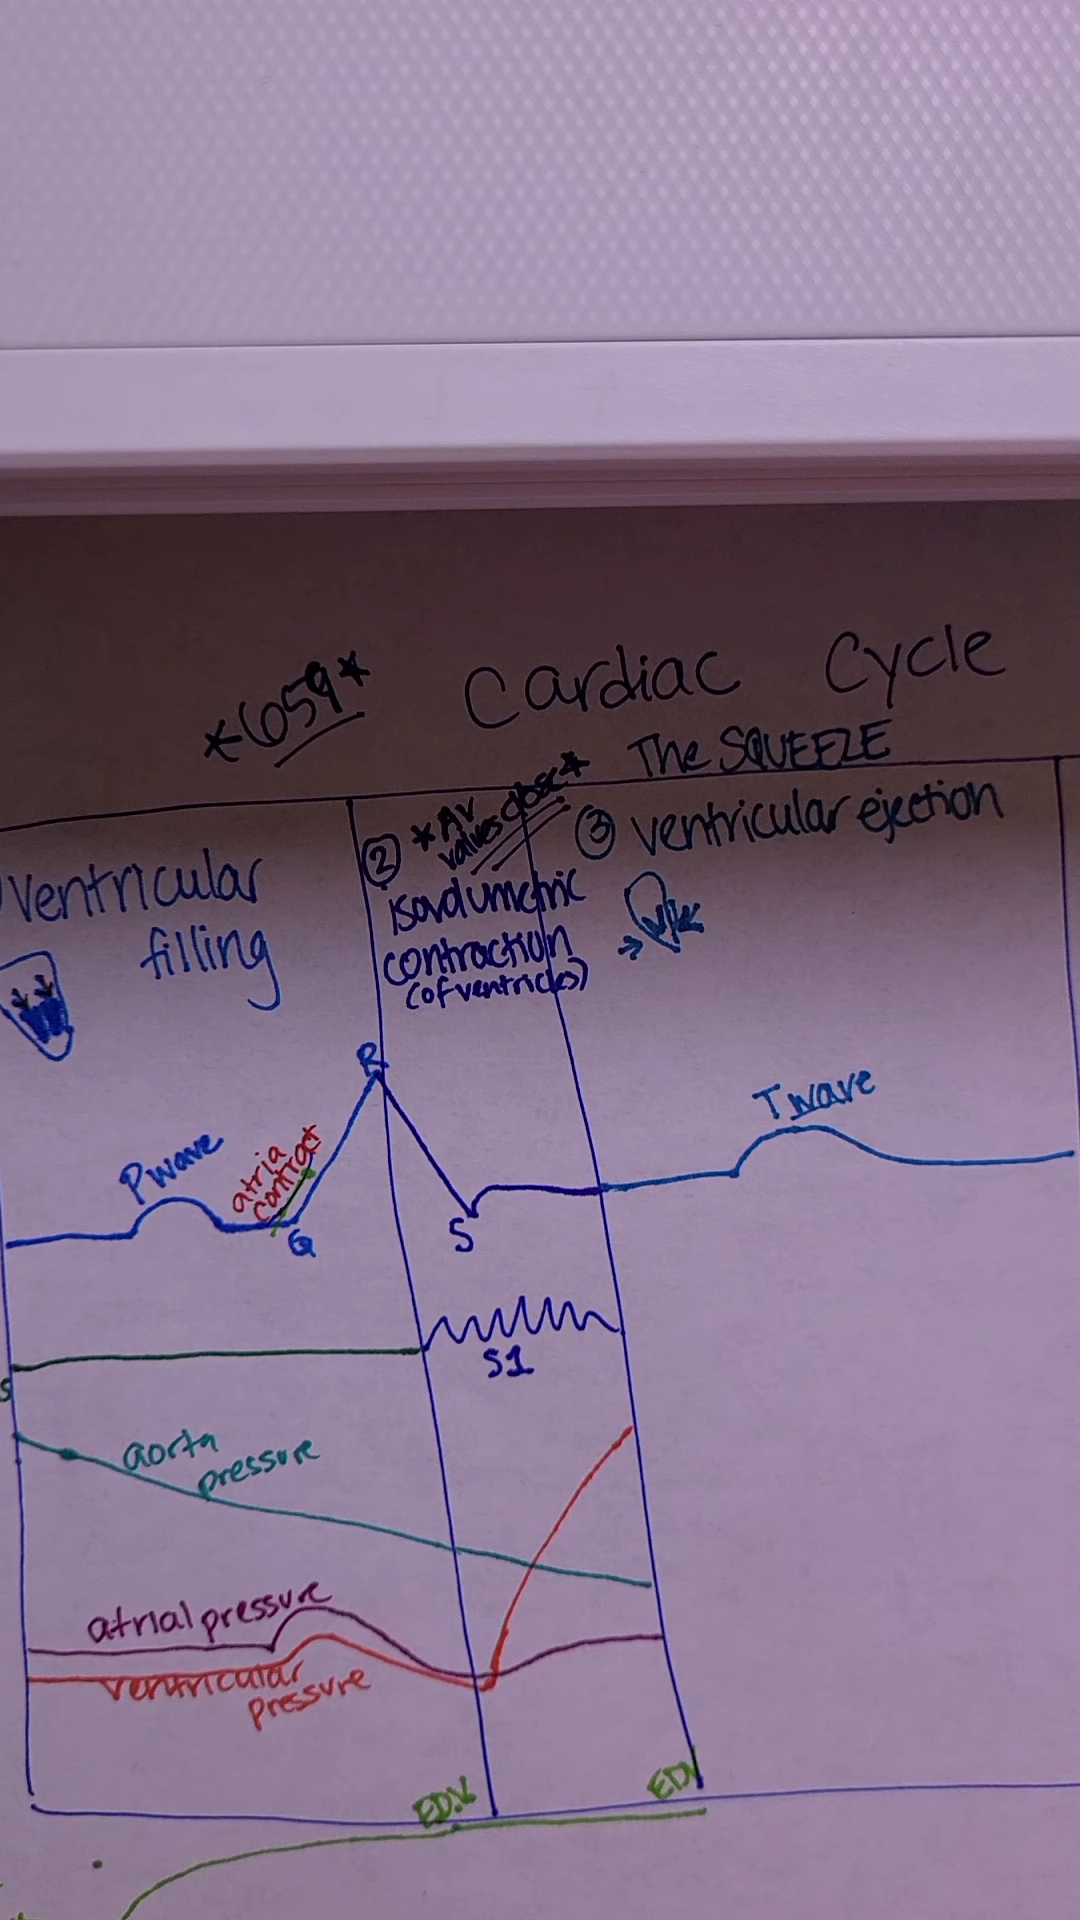 *659*
Cardiac Cycle
The SQUEEZE
ventricular
filling
② *AV
valves close*
isovolumetric
contraction
(of ventricles)
③ ventricular ejection
R
P wave
atria
contract
Q
S
T wave
S1
S
aorta
pressure
atrial pressure
ventricular
pressure
EDV
EDV